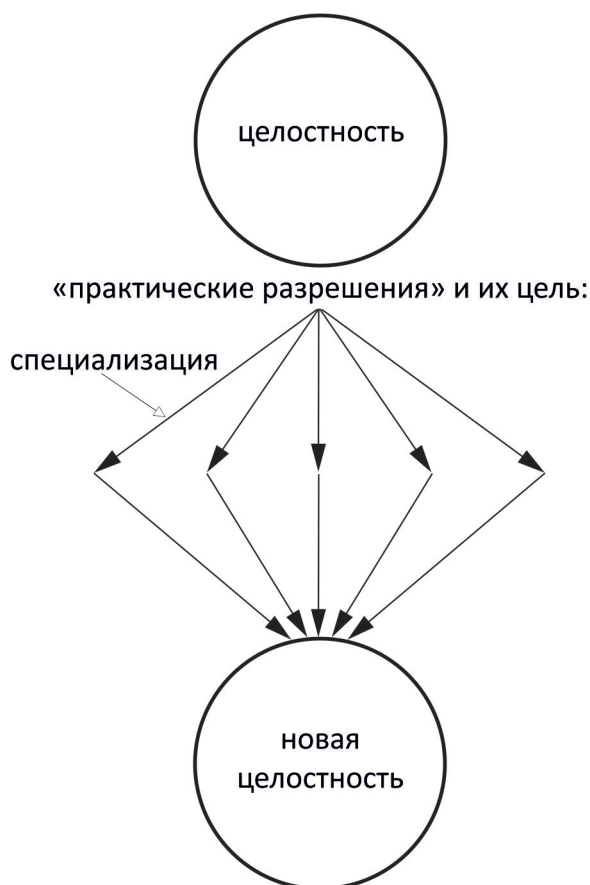 целостность
«практические разрешения» и их цель:
специализация
новая
целостность